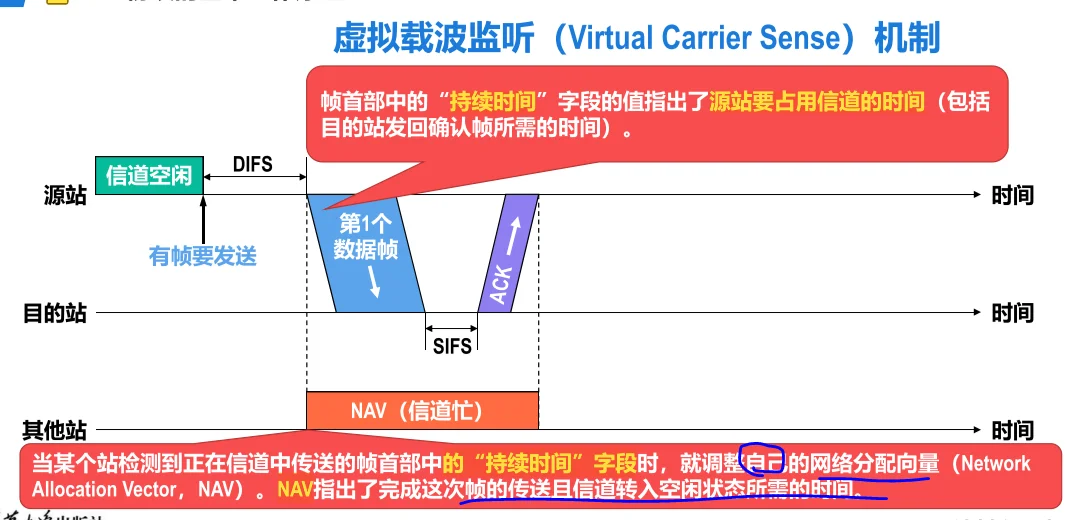 虚拟载波监听（Virtual Carrier Sense）机制
帧首部中的“持续时间”字段的值指出了源站要占用信道的时间（包括
目的站发回确认帧所需的时间）。
信道空闲
DIFS
源站
时间
第1个
数据帧
有帧要发送
ACK
目的站
时间
SIFS
NAV（信道忙）
其他站
时间
当某个站检测到正在信道中传送的帧首部中的“持续时间”字段时，就调整自己的网络分配向量（Network
Allocation Vector，NAV）。NAV指出了完成这次帧的传送且信道转入空闲状态所需的时间。